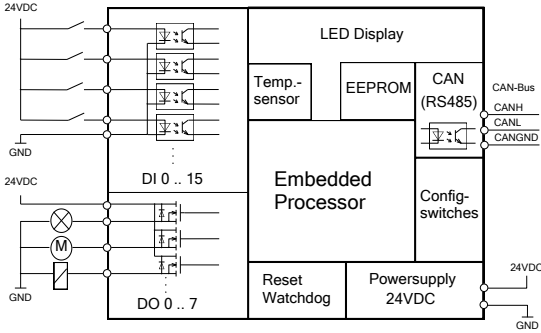 24VDC
GND
DI 0 .. 15
24VDC
M
GND
DO 0 .. 7
LED Display
Temp.-
sensor
EEPROM
CAN
(RS485)
Embedded
Processor
Config-
switches
Reset
Watchdog
Powersupply
24VDC
CAN-Bus
CANH
CANL
CANGND
24VDC
GND